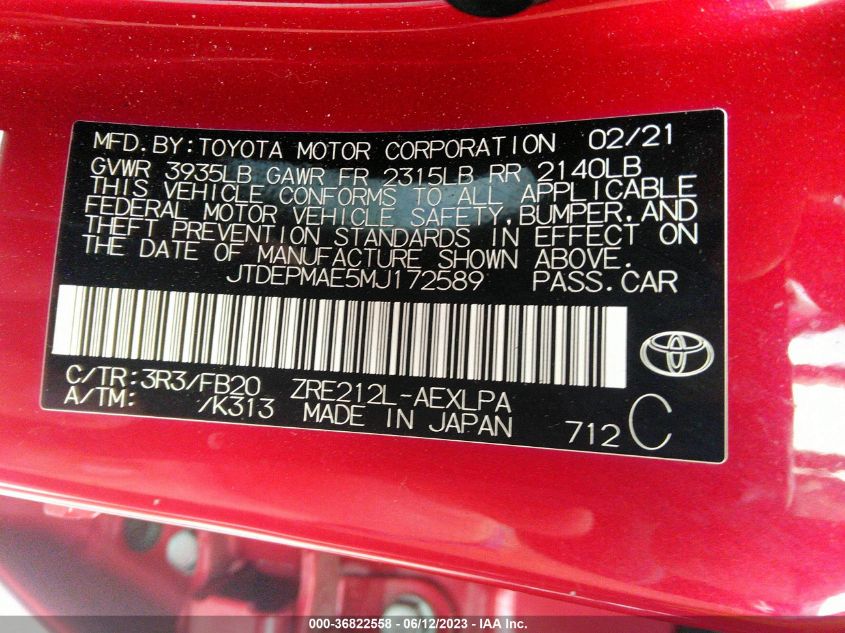 MFD.BY:TOYOTA MOTOR CORPORATION 02/21
GVWR 3935LB GAWR FR 2315LB RR 2140LB
THIS VEHICLE CONFORMS TO ALL APPLICABLE
FEDERAL MOTOR VEHICLE SAFETY,BUMPER,AND
THEFT PREVENTION STANDARDS IN EFFECT ON
THE DATE OF MANUFACTURE SHOWN ABOVE.
JTDEPMAE5MJ172589 PASS.CAR
C/TR:3R3/FB20 ZRE212L-AEXLPA
A/TM: /K313 MADE IN JAPAN 712 C
000-36822558 - 06/12/2023 - IAA Inc.